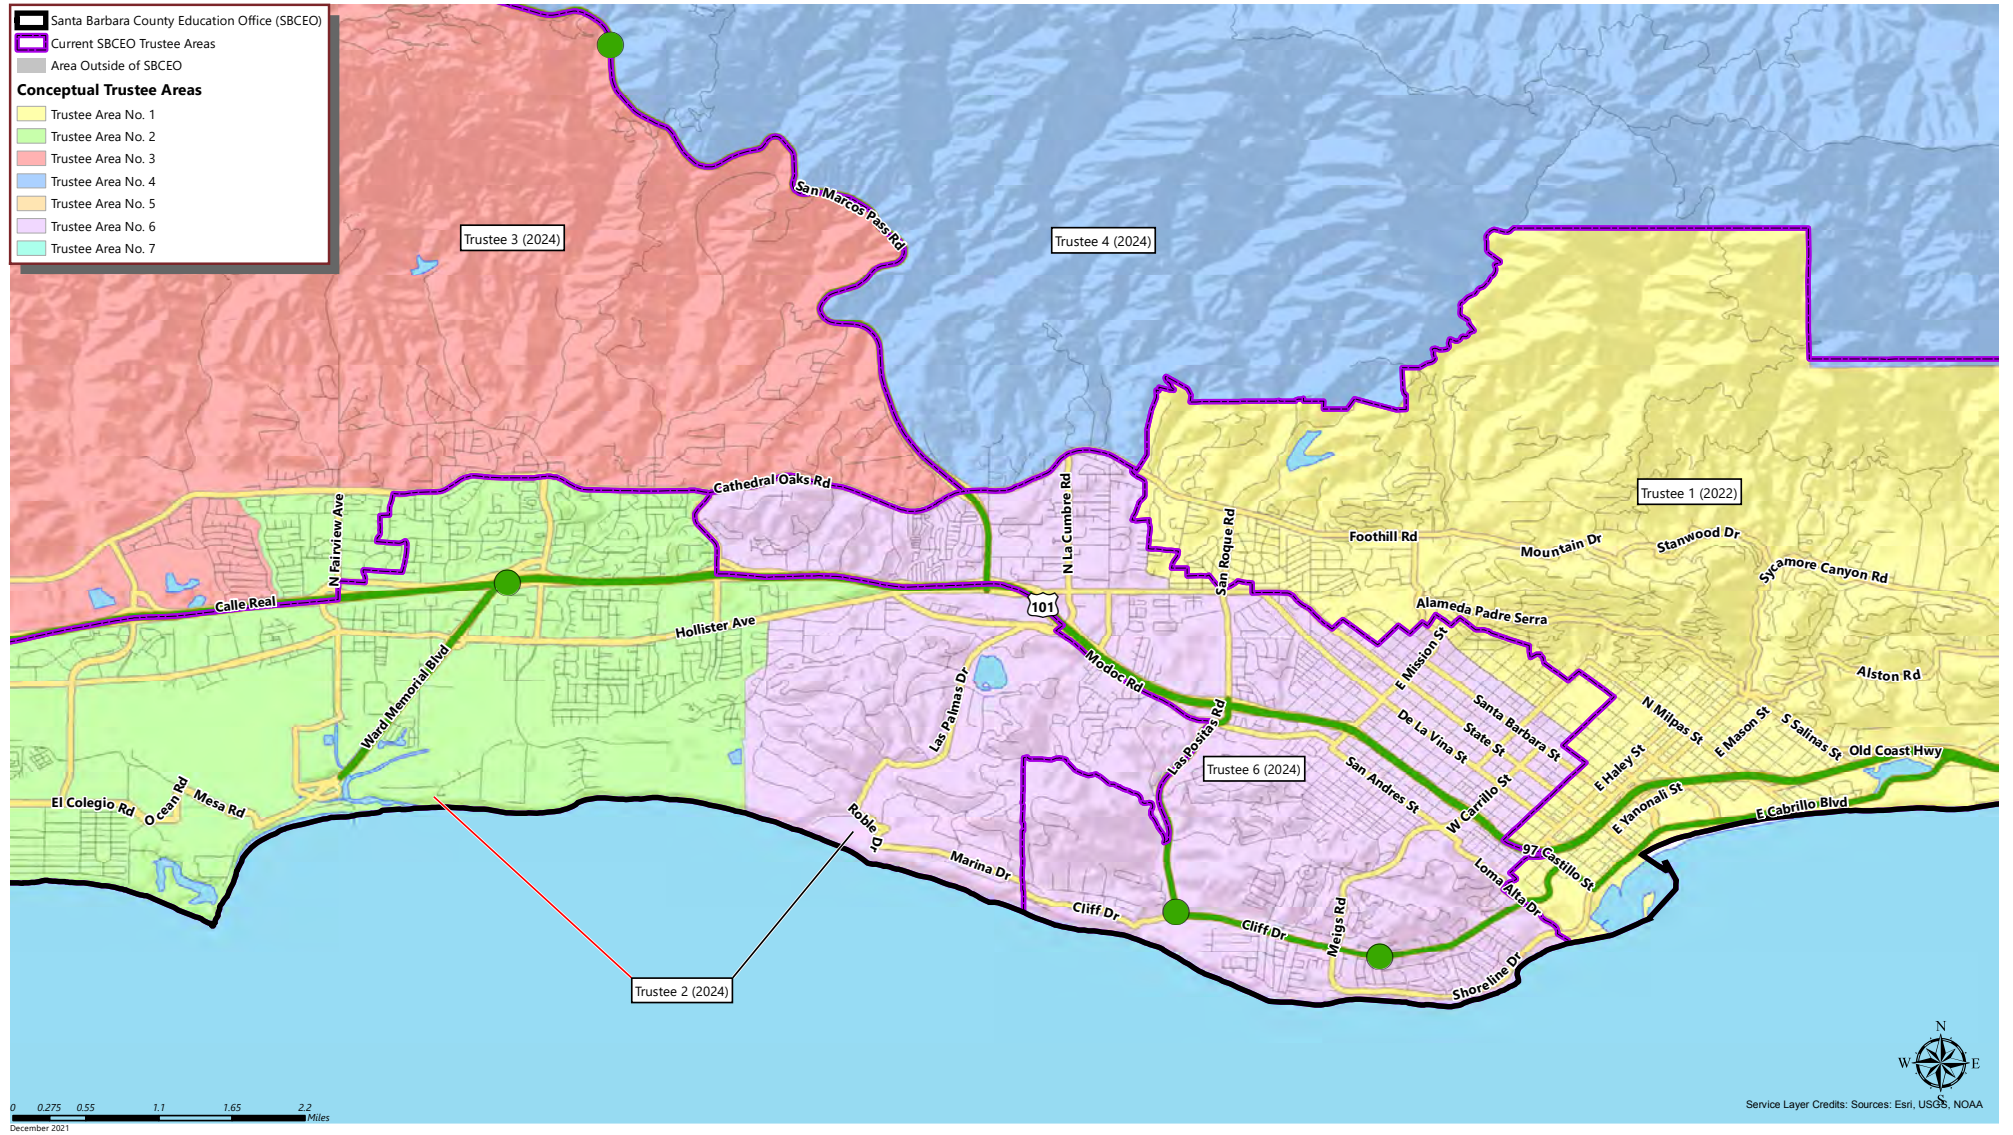 Santa Barbara County Education Office (SBCEO)
Current SBCEO Trustee Areas
Area Outside of SBCEO
Conceptual Trustee Areas
Trustee Area No. 1
Trustee Area No. 2
Trustee Area No. 3
Trustee Area No. 4
Trustee Area No. 5
Trustee Area No. 6
Trustee Area No. 7
San Marcos Pass Rd
Trustee 3 (2024)
Trustee 4 (2024)
Cathedral Oaks Rd
N Fairview Ave
N La Cumbre Rd
Trustee 1 (2022)
San Roque Rd
Foothill Rd
Mountain Dr
Stanwood Dr
Sycamore Canyon Rd
Calle Real
101
Alameda Padre Serra
Hollister Ave
E Mission St
Modoc Rd
Alston Rd
Ward Memorial Blvd
Las Palmas Dr
Las Positas Rd
Santa Barbara St
State St
De La Vina St
N Milpas St
E Mason St
S Salinas St
Old Coast Hwy
Trustee 6 (2024)
San Andres St
E Haley St
W Carrillo St
E Yanonali St
E Cabrillo Blvd
El Colegio Rd
Ocean Rd
Mesa Rd
Roble Dr
Marina Dr
97
Castillo St
Loma Alta Dr
Cliff Dr
Cliff Dr
Meigs Rd
Shoreline Dr
Trustee 2 (2024)
N
W
E
S
0 0.275 0.55 1.1 1.65 2.2
Miles
December 2021
Service Layer Credits: Sources: Esri, USGS, NOAA